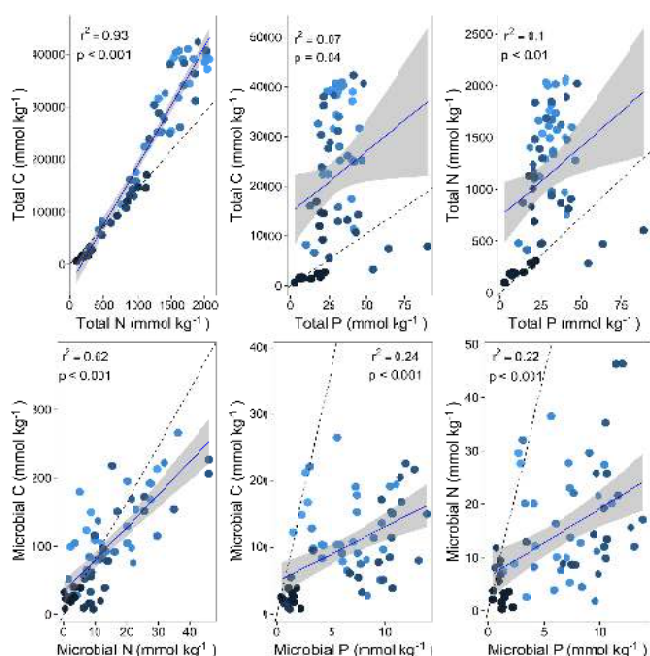 r² = 0.93
p < 0.001
Total C (mmol kg⁻¹)
40000
30000
20000
10000
0
0 500 1000 1500 2000
Total N (mmol kg⁻¹)
r² = 0.07
p = 0.04
Total C (mmol kg⁻¹)
50000
40000
30000
20000
10000
0
0 25 50 75
Total P (mmol kg⁻¹)
r² = 0.1
p < 0.01
Total N (mmol kg⁻¹)
2500
2000
1500
1000
500
0
0 25 50 75
Total P (mmol kg⁻¹)
r² = 0.62
p < 0.001
Microbial C (mmol kg⁻¹)
300
200
100
0
0 10 20 30 40
Microbial N (mmol kg⁻¹)
r² = 0.24
p < 0.001
Microbial C (mmol kg⁻¹)
0
0 5 10
Microbial P (mmol kg⁻¹)
r² = 0.22
p < 0.001
Microbial N (mmol kg⁻¹)
50
40
30
20
10
0
0 5 10
Microbial P (mmol kg⁻¹)